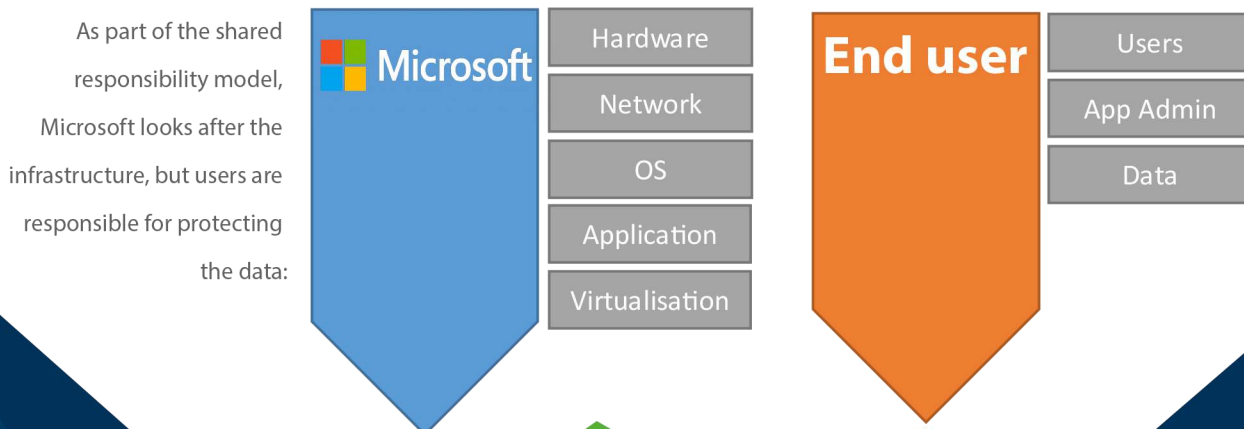 As part of the shared
responsibility model,
Microsoft looks after the
infrastructure, but users are
responsible for protecting
the data:
Microsoft
Hardware
Network
OS
Application
Virtualisation
End user
Users
App Admin
Data